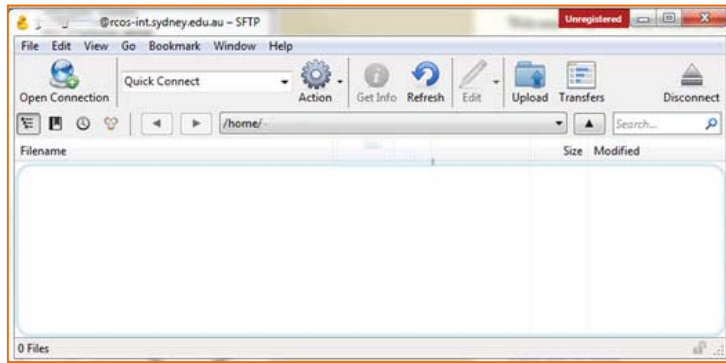 @rcos-int.sydney.edu.au – SFTP Unregistered
File Edit View Go Bookmark Window Help
Open Connection Quick Connect Action Get Info Refresh Edit Upload Transfers Disconnect
/home/ Search...
Filename Size Modified
0 Files